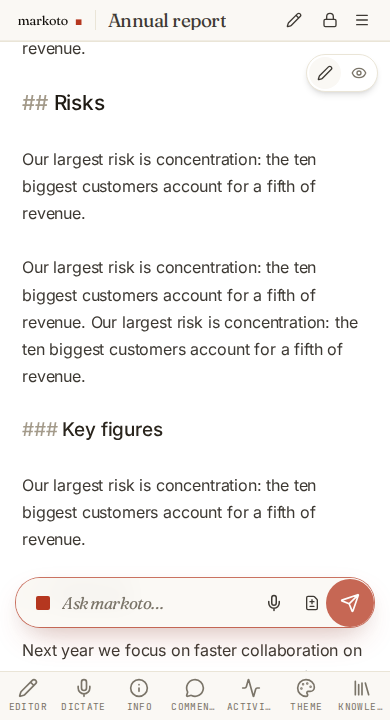 markoto
Annual report
revenue.
## Risks
Our largest risk is concentration: the ten
biggest customers account for a fifth of
revenue.
Our largest risk is concentration: the ten
biggest customers account for a fifth of
revenue. Our largest risk is concentration: the
ten biggest customers account for a fifth of
revenue.
### Key figures
Our largest risk is concentration: the ten
biggest customers account for a fifth of
revenue.
Ask markoto...
Next year we focus on faster collaboration on
EDITOR DICTATE INFO COMMEN… ACTIVI… THEME KNOWLE…